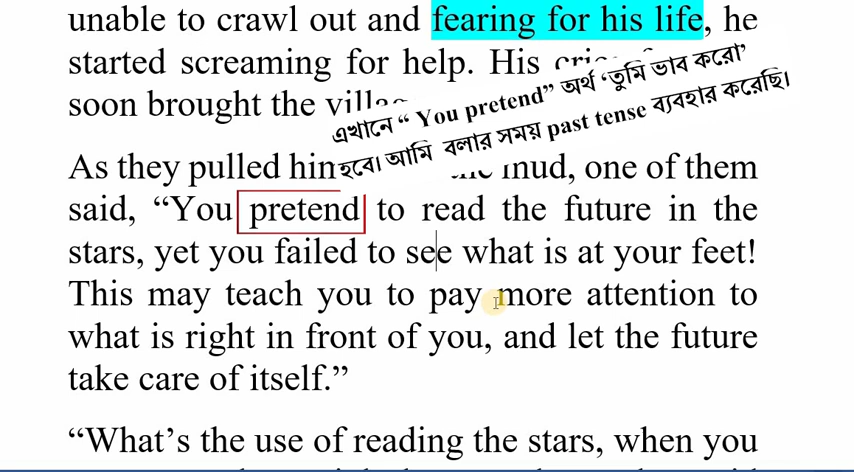 unable to crawl out and fearing for his life, he
started screaming for help. His
soon brought the
এখানে “ You pretend” অর্থ ‘তুমি ভাব করো’
হবে। আমি বলার সময় past tense ব্যবহার করেছি।
As they pulled him mud, one of them
said, “You pretend to read the future in the
stars, yet you failed to see what is at your feet!
This may teach you to pay more attention to
what is right in front of you, and let the future
take care of itself.”
“What’s the use of reading the stars, when you